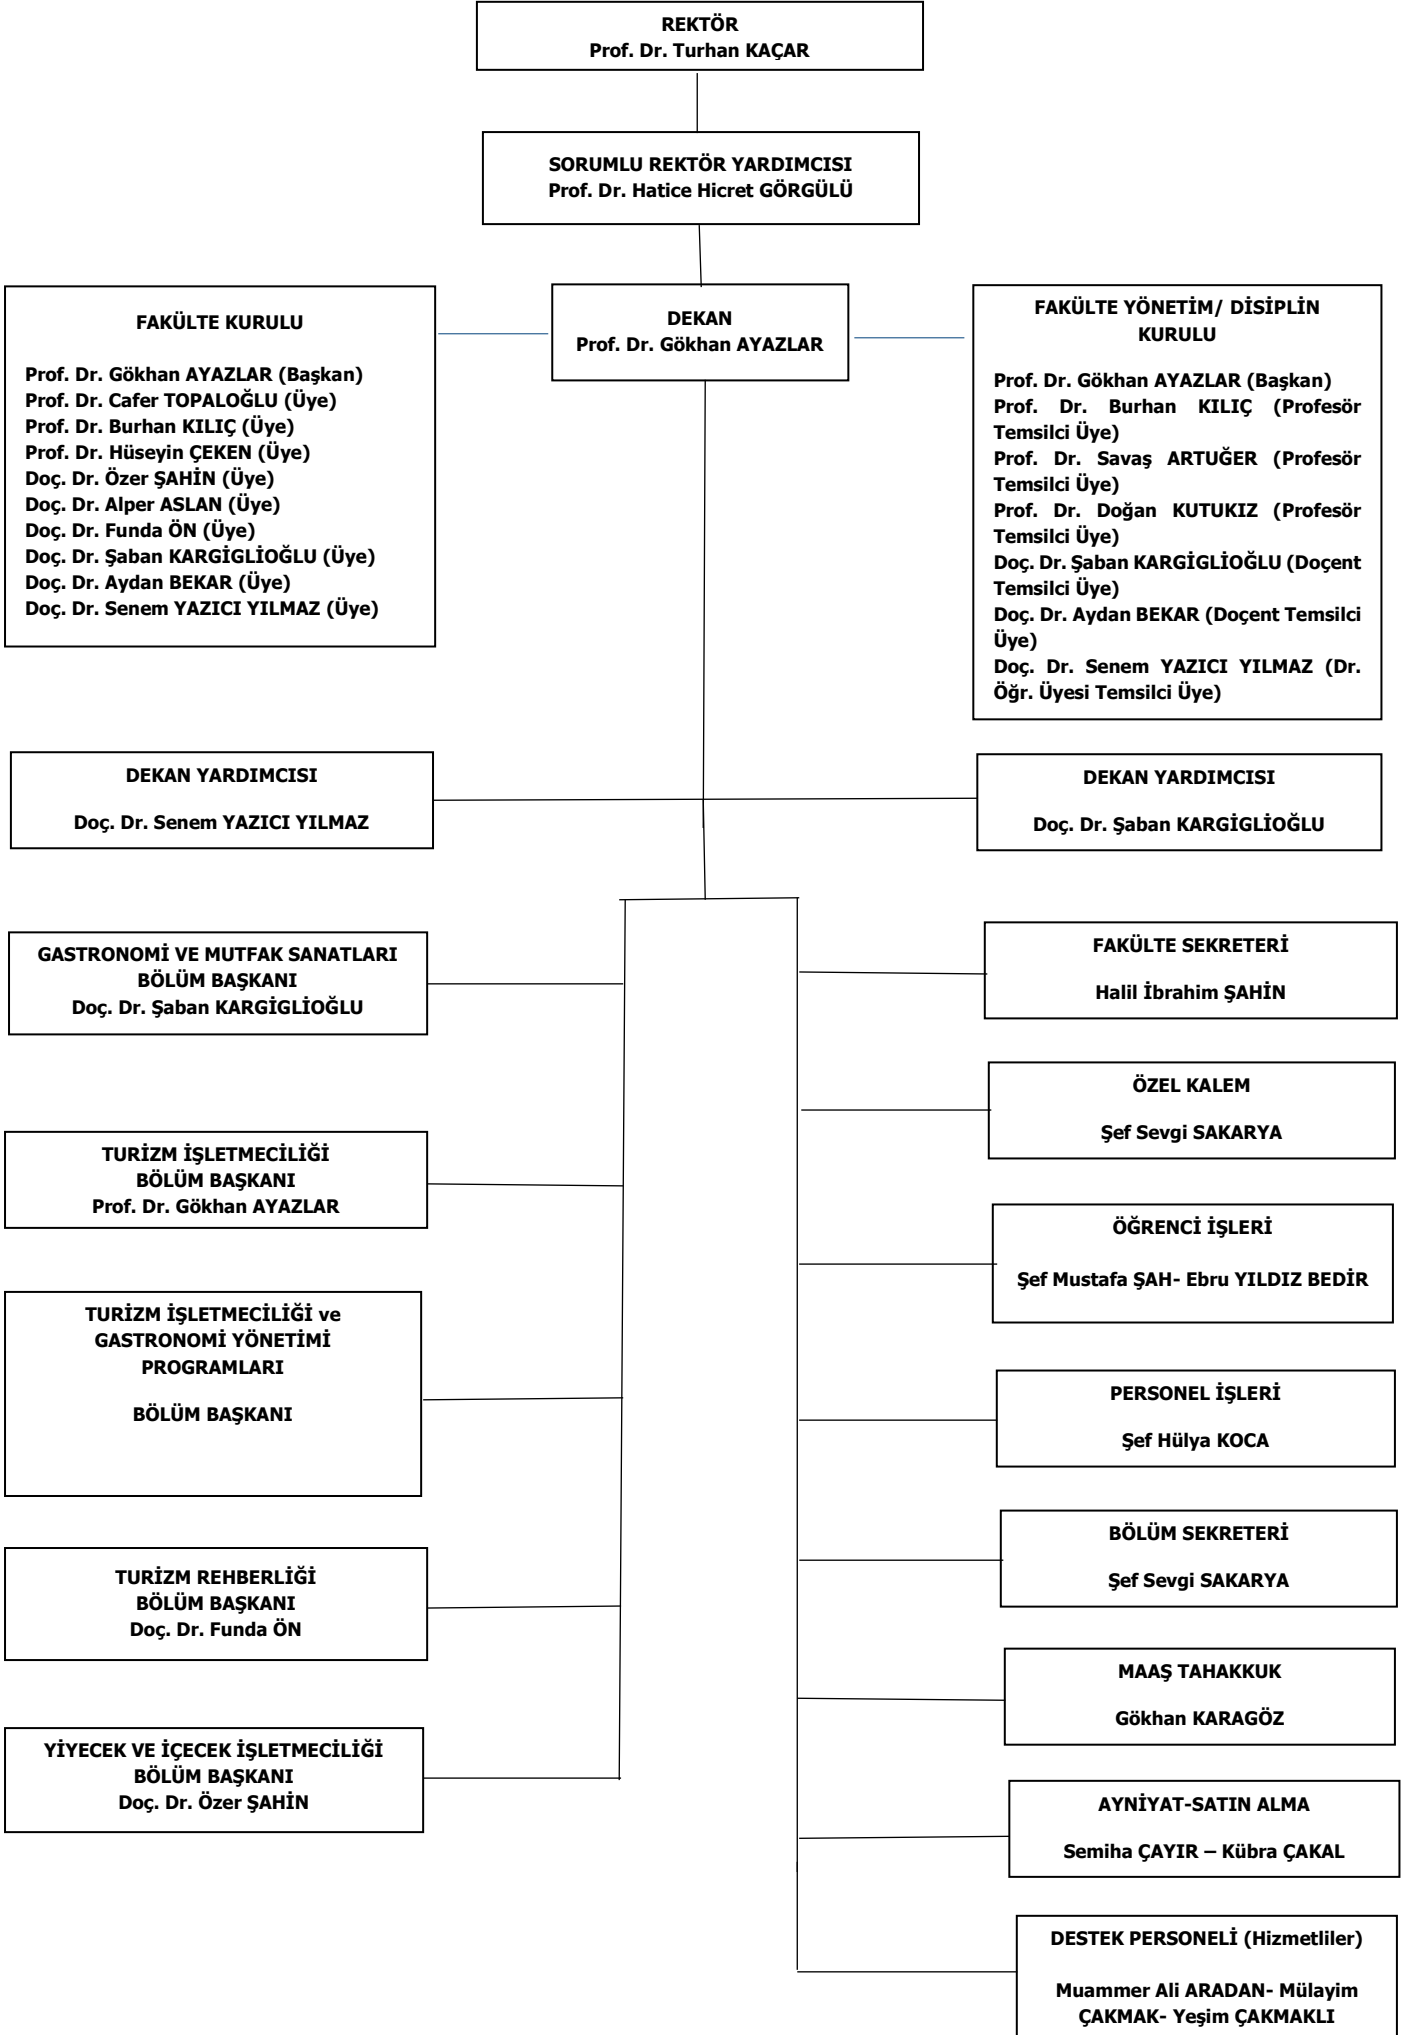 REKTÖR
Prof. Dr. Turhan KAÇAR
SORUMLU REKTÖR YARDIMCISI
Prof. Dr. Hatice Hicret GÖRGÜLÜ
FAKÜLTE KURULU
Prof. Dr. Gökhan AYAZLAR (Başkan)
Prof. Dr. Cafer TOPALOĞLU (Üye)
Prof. Dr. Burhan KILIÇ (Üye)
Prof. Dr. Hüseyin ÇEKEN (Üye)
Doç. Dr. Özer ŞAHİN (Üye)
Doç. Dr. Alper ASLAN (Üye)
Doç. Dr. Funda ÖN (Üye)
Doç. Dr. Şaban KARGİGLİOĞLU (Üye)
Doç. Dr. Aydan BEKAR (Üye)
Doç. Dr. Senem YAZICI YILMAZ (Üye)
DEKAN
Prof. Dr. Gökhan AYAZLAR
FAKÜLTE YÖNETİM/ DİSİPLİN
KURULU
Prof. Dr. Gökhan AYAZLAR (Başkan)
Prof. Dr. Burhan KILIÇ (Profesör
Temsilci Üye)
Prof. Dr. Savaş ARTUĞER (Profesör
Temsilci Üye)
Prof. Dr. Doğan KUTUKIZ (Profesör
Temsilci Üye)
Doç. Dr. Şaban KARGİGLİOĞLU (Doçent
Temsilci Üye)
Doç. Dr. Aydan BEKAR (Doçent Temsilci
Üye)
Doç. Dr. Senem YAZICI YILMAZ (Dr.
Öğr. Üyesi Temsilci Üye)
DEKAN YARDIMCISI
Doç. Dr. Senem YAZICI YILMAZ
DEKAN YARDIMCISI
Doç. Dr. Şaban KARGİGLİOĞLU
GASTRONOMİ VE MUTFAK SANATLARI
BÖLÜM BAŞKANI
Doç. Dr. Şaban KARGİGLİOĞLU
TURİZM İŞLETMECİLİĞİ
BÖLÜM BAŞKANI
Prof. Dr. Gökhan AYAZLAR
TURİZM İŞLETMECİLİĞİ ve
GASTRONOMİ YÖNETİMİ
PROGRAMLARI
BÖLÜM BAŞKANI
TURİZM REHBERLİĞİ
BÖLÜM BAŞKANI
Doç. Dr. Funda ÖN
YİYECEK VE İÇECEK İŞLETMECİLİĞİ
BÖLÜM BAŞKANI
Doç. Dr. Özer ŞAHİN
FAKÜLTE SEKRETERİ
Halil İbrahim ŞAHİN
ÖZEL KALEM
Şef Sevgi SAKARYA
ÖĞRENCİ İŞLERİ
Şef Mustafa ŞAH- Ebru YILDIZ BEDİR
PERSONEL İŞLERİ
Şef Hülya KOCA
BÖLÜM SEKRETERİ
Şef Sevgi SAKARYA
MAAŞ TAHAKKUK
Gökhan KARAGÖZ
AYNİYAT-SATIN ALMA
Semiha ÇAYIR – Kübra ÇAKAL
DESTEK PERSONELİ (Hizmetliler)
Muammer Ali ARADAN- Mülayim
ÇAKMAK- Yeşim ÇAKMAKLI